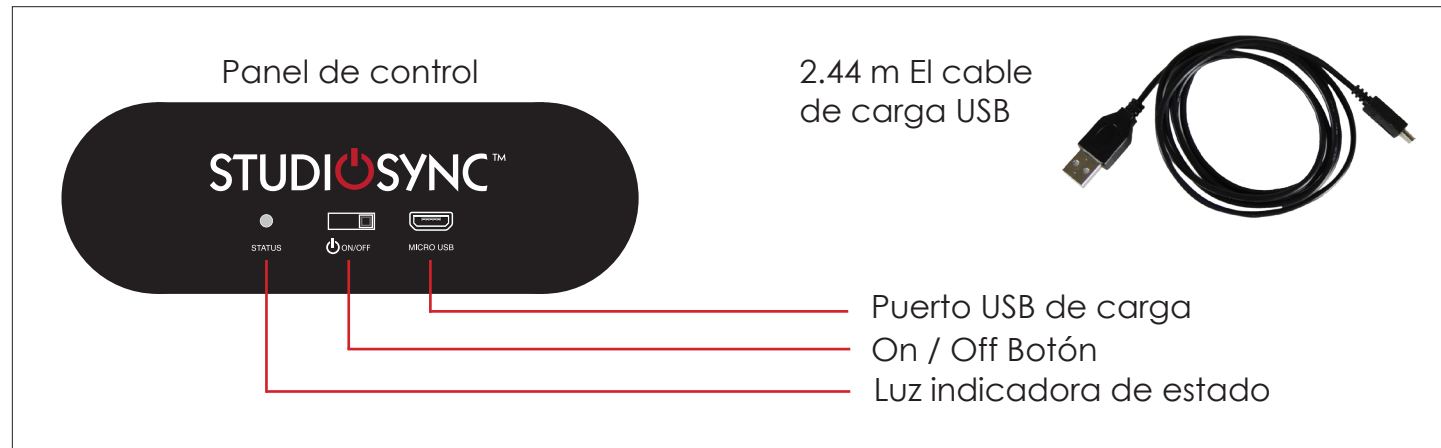 Panel de control
2.44 m El cable
de carga USB
STUDIOSYNC™
STATUS
ON/OFF
MICRO USB
Puerto USB de carga
On / Off Botón
Luz indicadora de estado